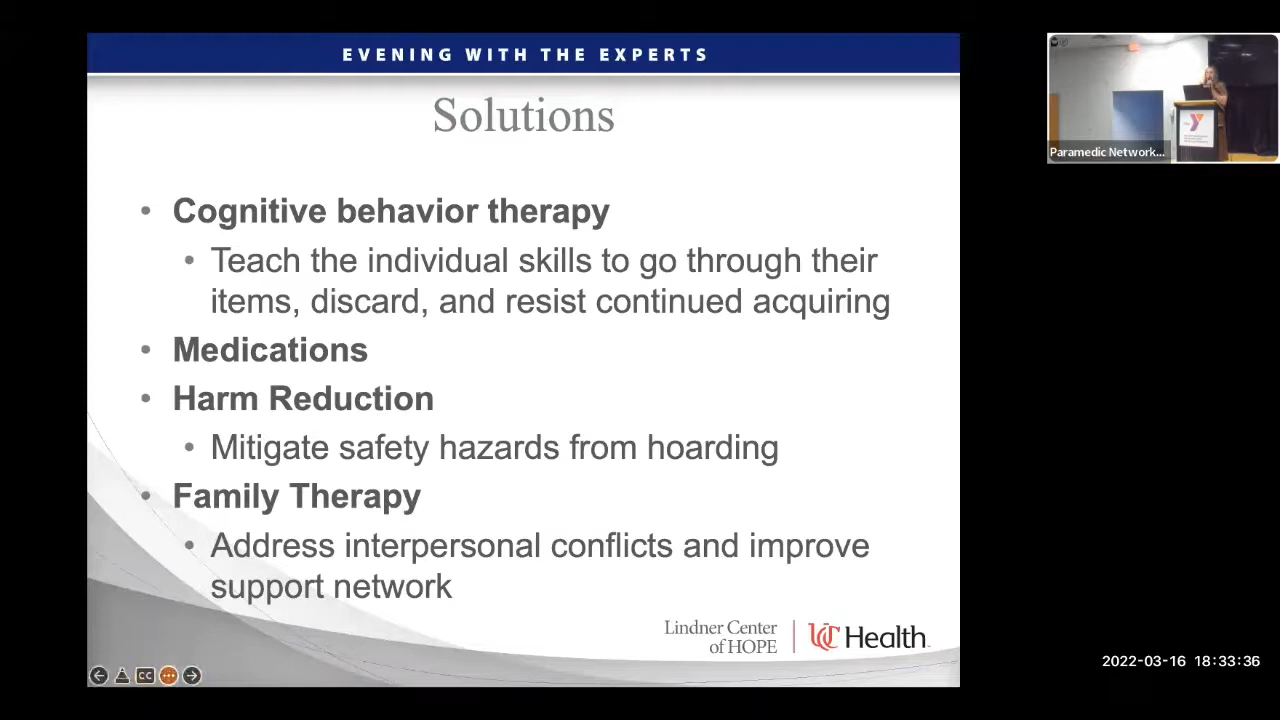 EVENING WITH THE EXPERTS
Solutions
• Cognitive behavior therapy
• Teach the individual skills to go through their
items, discard, and resist continued acquiring
• Medications
• Harm Reduction
• Mitigate safety hazards from hoarding
• Family Therapy
• Address interpersonal conflicts and improve
support network
Lindner Center
of HOPE
UC Health
CC
Paramedic Network...
2022-03-16 18:33:36